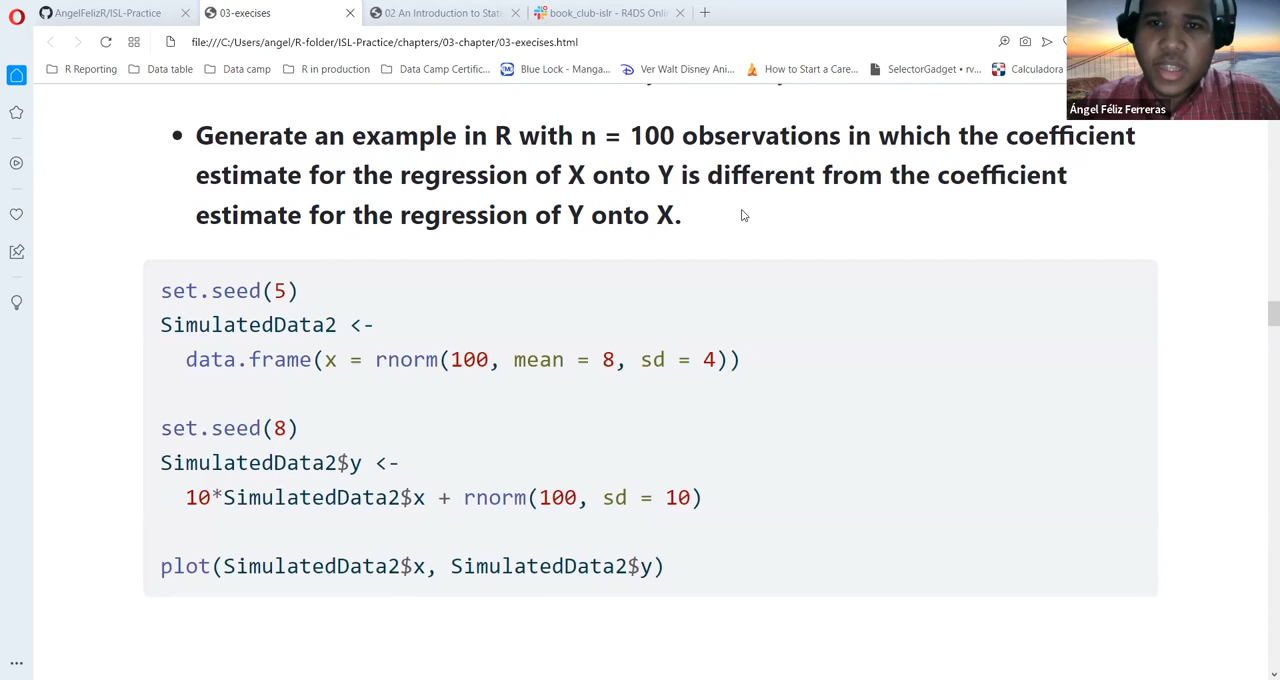 AngelFelizR/ISL-Practice
03-execises
02 An Introduction to Stat
book_club-islr - R4DS Onlin
file:///C:/Users/angel/R-folder/ISL-Practice/chapters/03-chapter/03-execises.html
R Reporting
Data table
Data camp
R in production
Data Camp Certific...
Blue Lock - Manga...
Ver Walt Disney Ani...
How to Start a Care...
SelectorGadget • rv...
Calculadora
Ángel Féliz Ferreras
• Generate an example in R with n = 100 observations in which the coefficient
estimate for the regression of X onto Y is different from the coefficient
estimate for the regression of Y onto X.
set.seed(5)
SimulatedData2 <-
data.frame(x = rnorm(100, mean = 8, sd = 4))
set.seed(8)
SimulatedData2$y <-
10*SimulatedData2$x + rnorm(100, sd = 10)
plot(SimulatedData2$x, SimulatedData2$y)